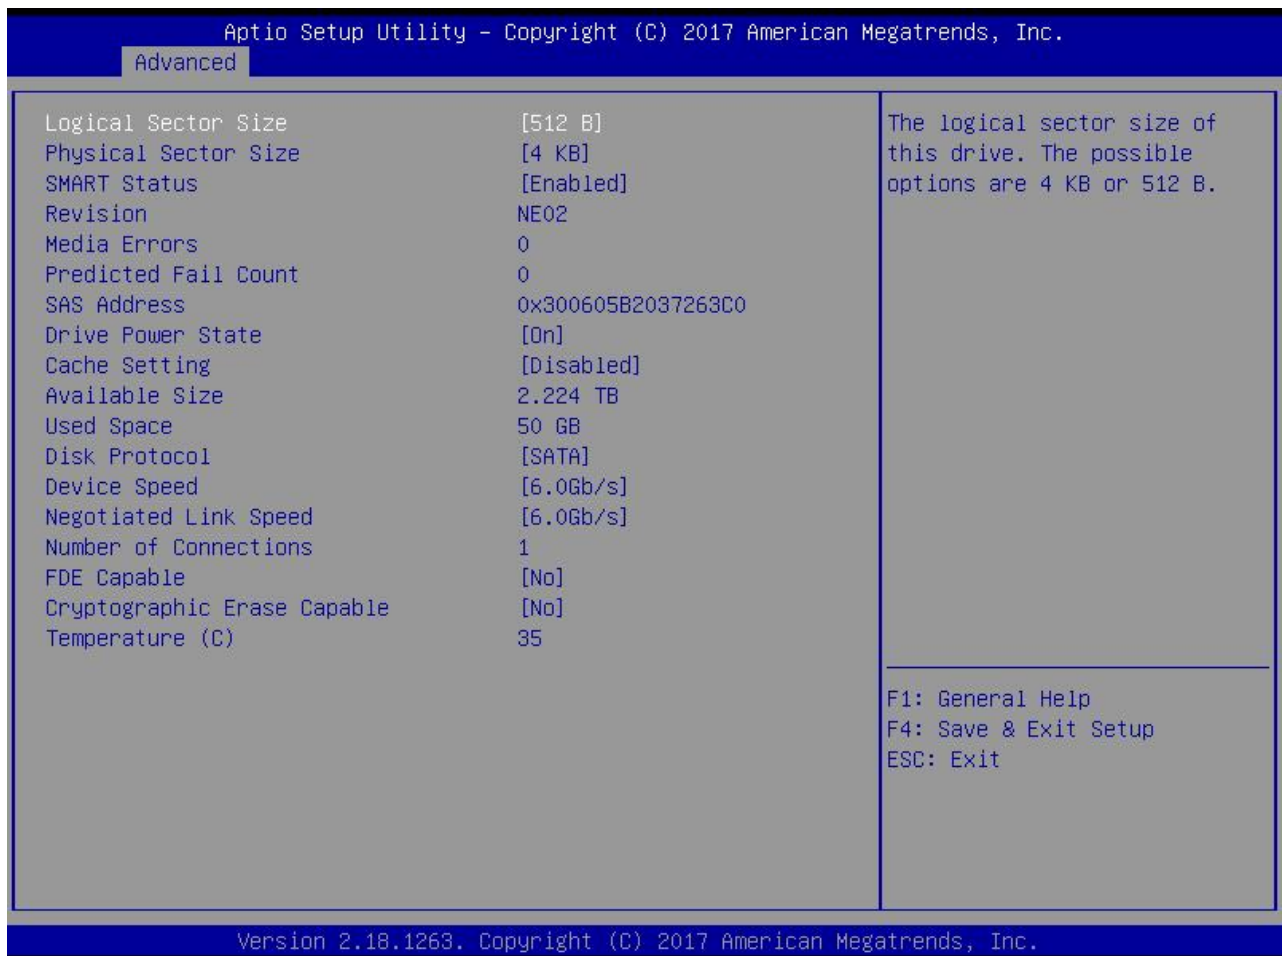 Aptio Setup Utility – Copyright (C) 2017 American Megatrends, Inc.
Advanced
Logical Sector Size [512 B]
Physical Sector Size [4 KB]
SMART Status [Enabled]
Revision NE02
Media Errors 0
Predicted Fail Count 0
SAS Address 0x300605B2037263C0
Drive Power State [On]
Cache Setting [Disabled]
Available Size 2.224 TB
Used Space 50 GB
Disk Protocol [SATA]
Device Speed [6.0Gb/s]
Negotiated Link Speed [6.0Gb/s]
Number of Connections 1
FDE Capable [No]
Cryptographic Erase Capable [No]
Temperature (C) 35
The logical sector size of
this drive. The possible
options are 4 KB or 512 B.
F1: General Help
F4: Save & Exit Setup
ESC: Exit
Version 2.18.1263. Copyright (C) 2017 American Megatrends, Inc.